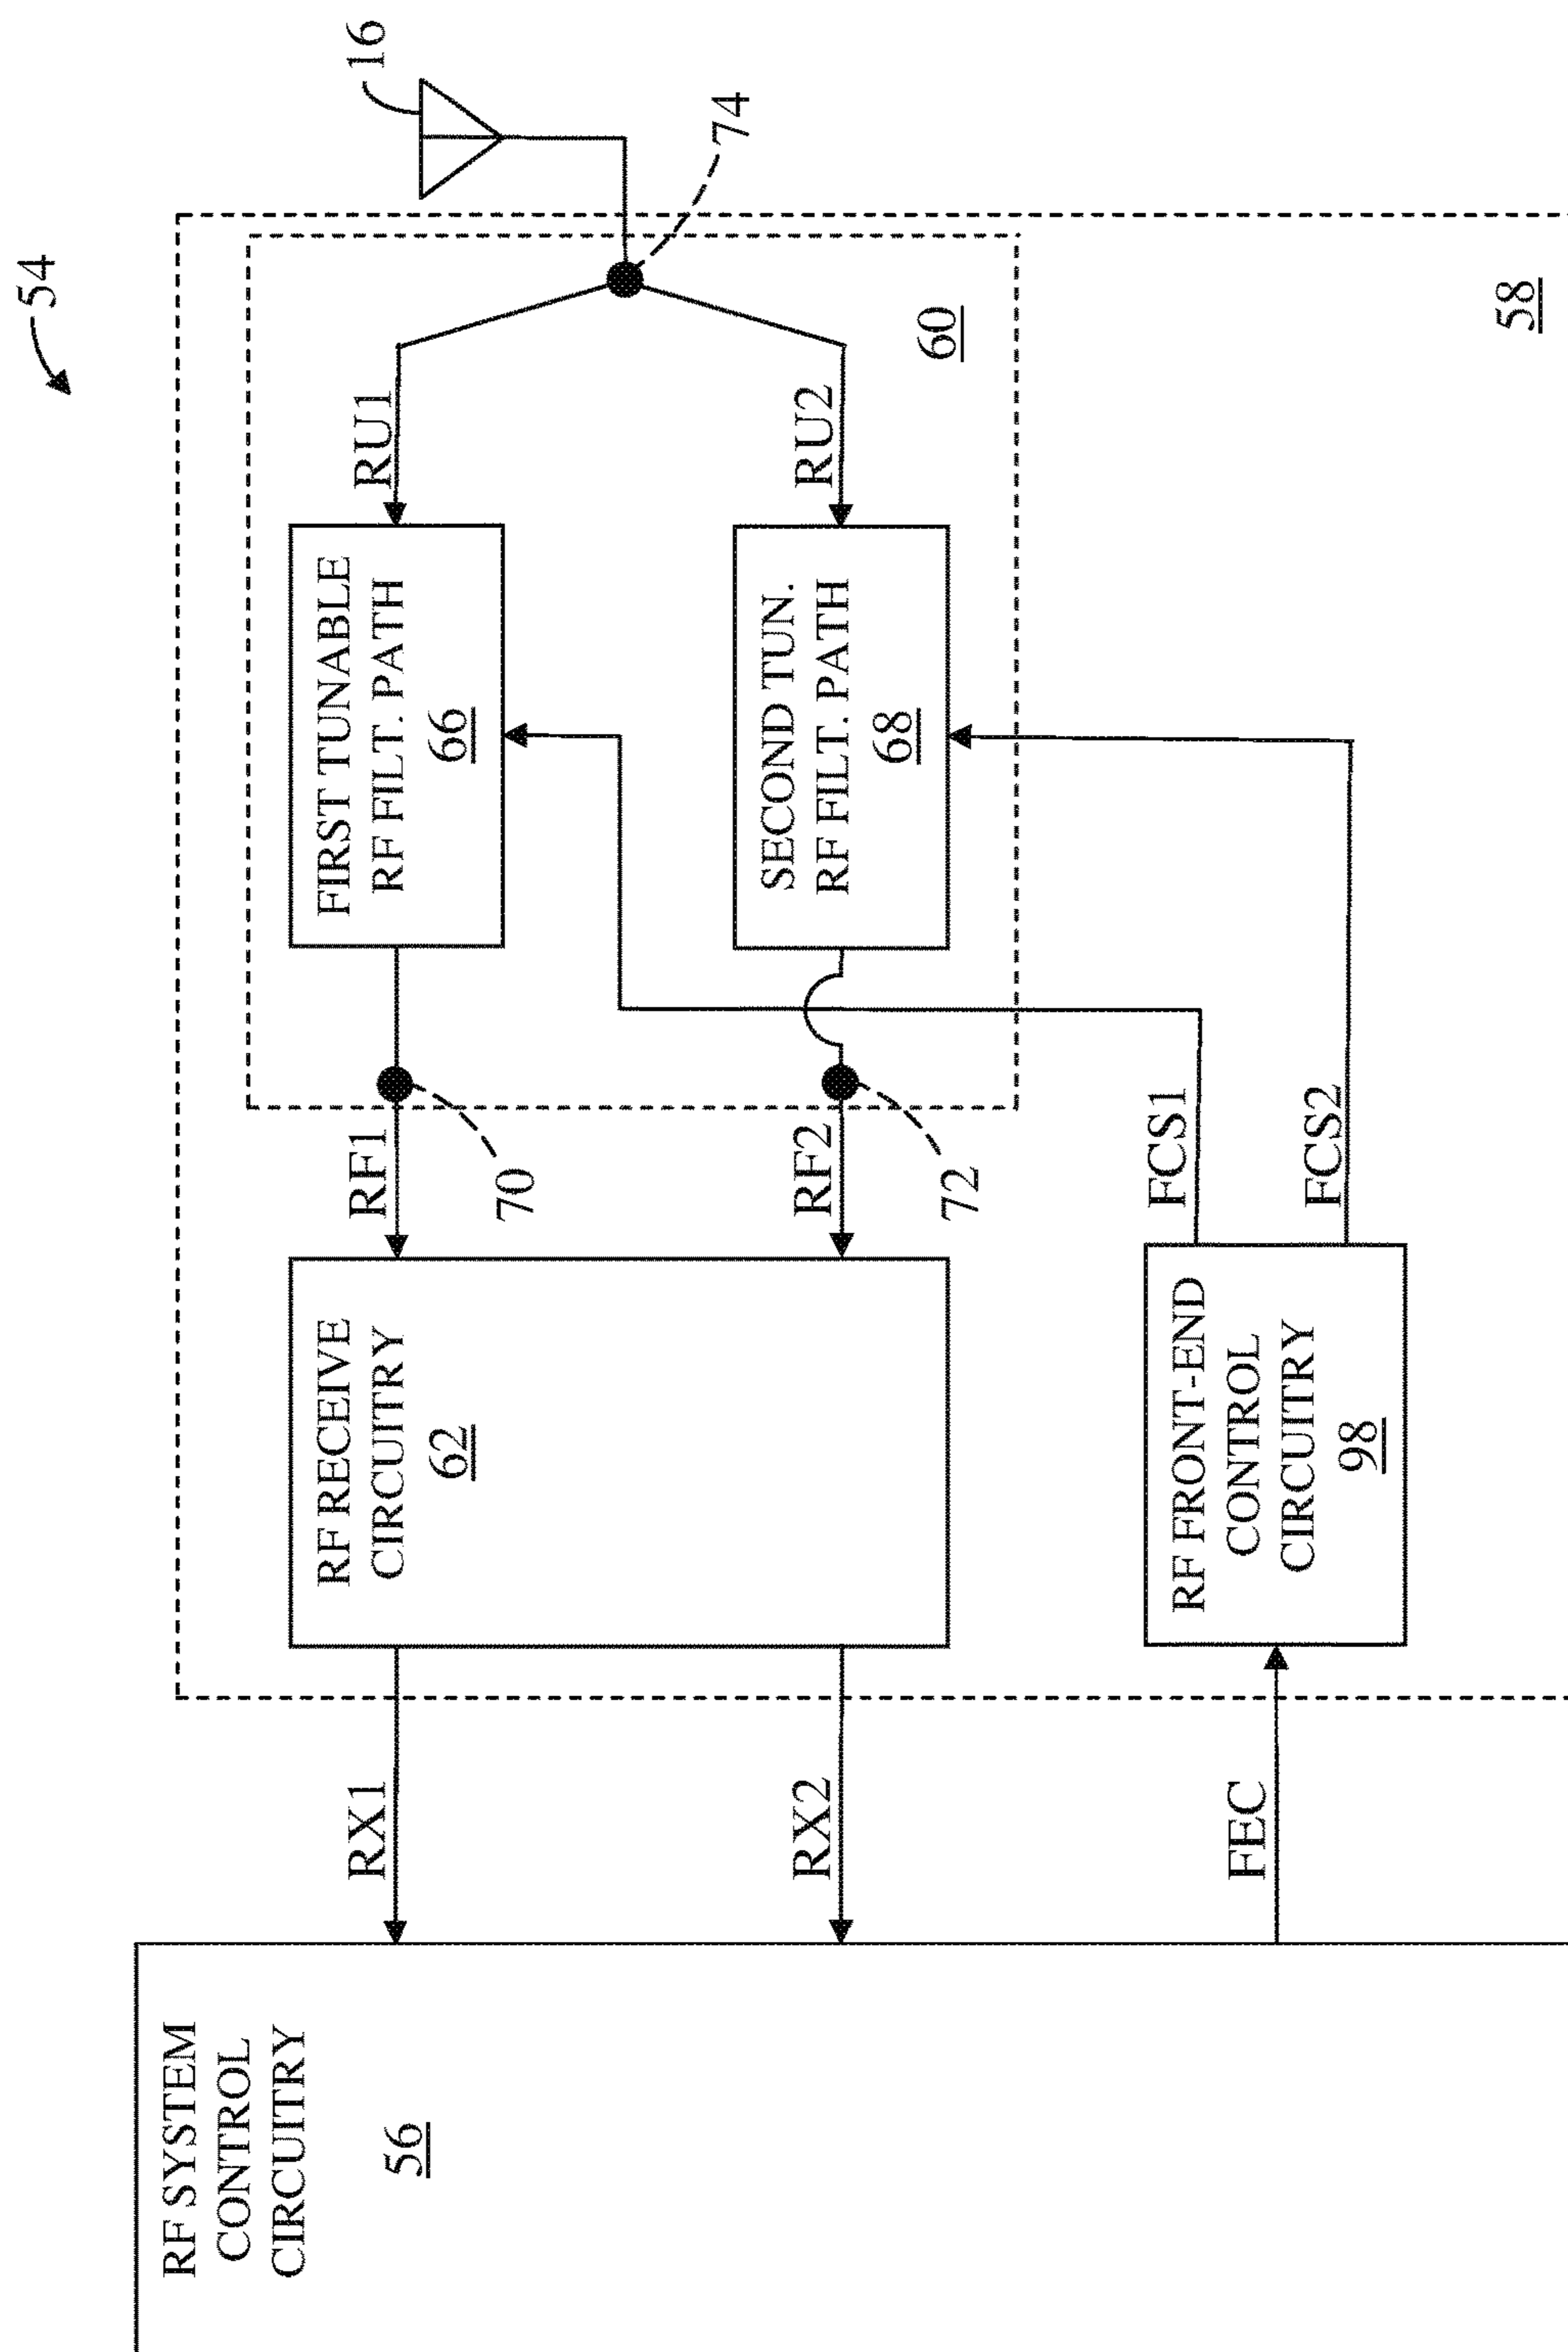 54
RF SYSTEM
CONTROL
CIRCUITRY
56
RX1
RX2
FEC
RF RECEIVE
CIRCUITRY
62
RF FRONT-END
CONTROL
CIRCUITRY
98
RF1
70
RF2
72
FCS1
FCS2
FIRST TUNABLE
RF FILT. PATH
66
SECOND TUN.
RF FILT. PATH
68
RU1
RU2
60
58
16
74